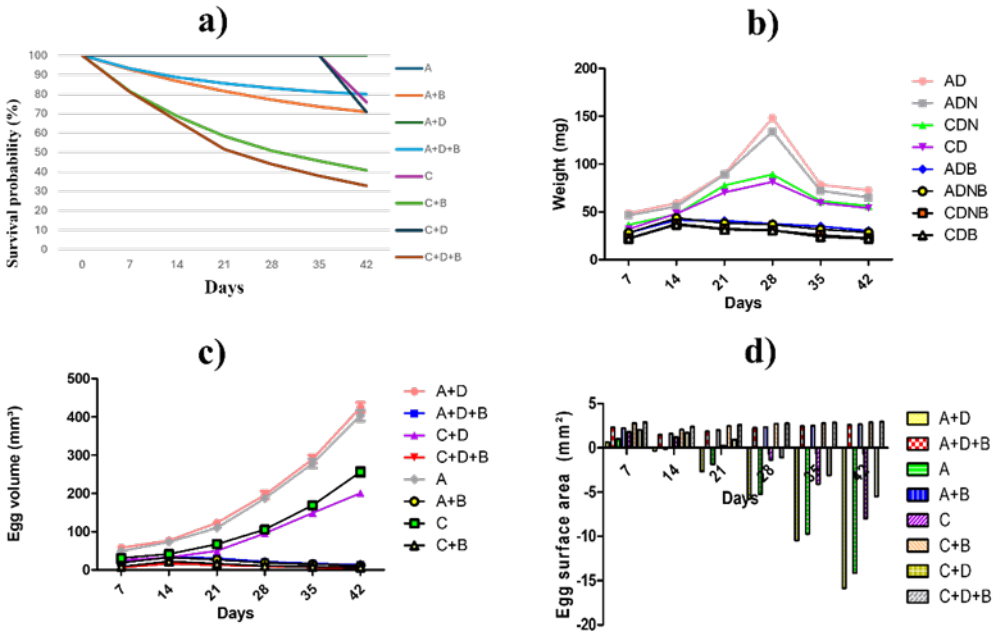 a)
Survival probability (%)
100
90
80
70
60
50
40
30
20
10
0
0 7 14 21 28 35 42
Days
A
A+B
A+D
A+D+B
C
C+B
C+D
C+D+B
b)
Weight (mg)
200
150
100
50
0
7 14 21 28 35 42
Days
AD
ADN
CDN
CD
ADB
ADNB
CDNB
CDB
c)
Egg volume (mm³)
500
400
300
200
100
0
7 14 21 28 35 42
Days
A+D
A+D+B
C+D
C+D+B
A
A+B
C
C+B
d)
Egg surface area (mm²)
5
0
-5
-10
-15
-20
7 14 21 28 35 42
Days
A+D
A+D+B
A
A+B
C
C+B
C+D
C+D+B